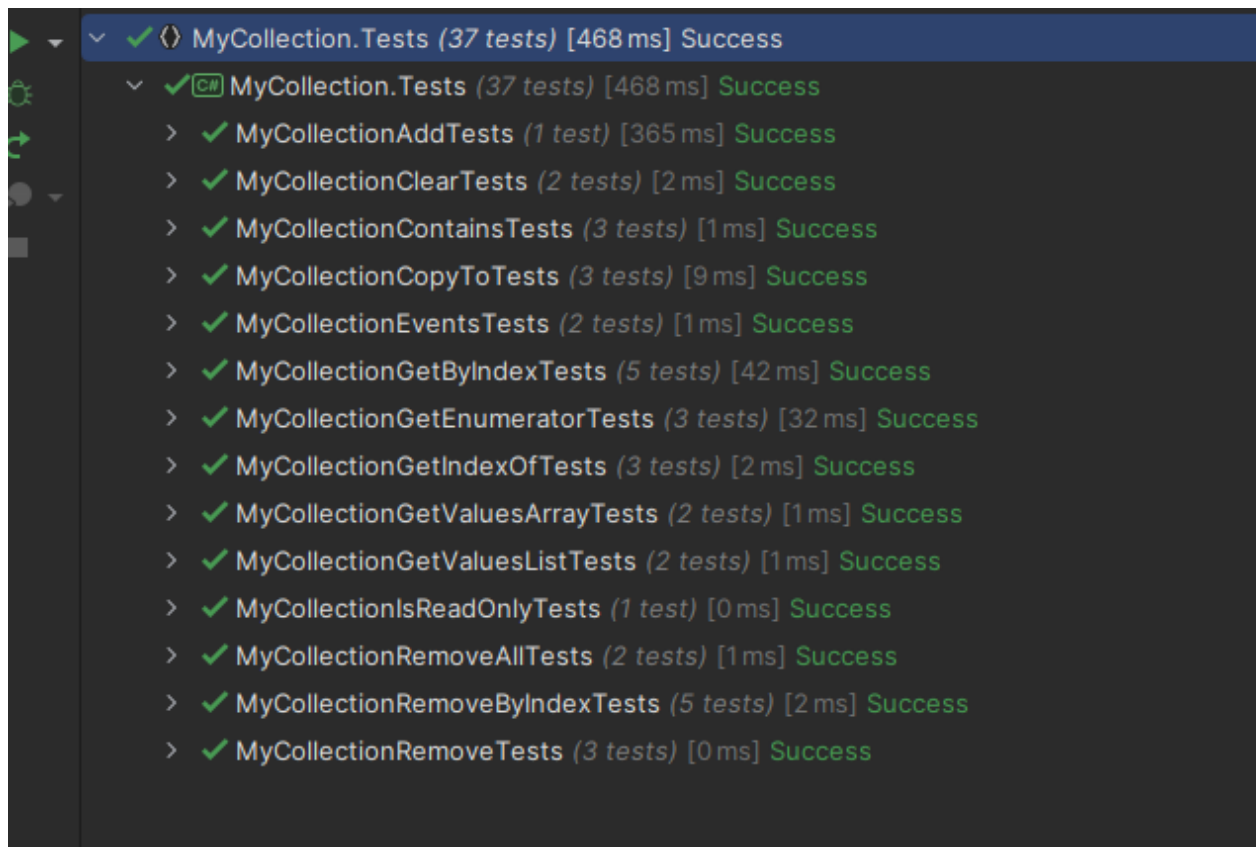 MyCollection.Tests (37 tests) [468 ms] Success
C# MyCollection.Tests (37 tests) [468 ms] Success
MyCollectionAddTests (1 test) [365 ms] Success
MyCollectionClearTests (2 tests) [2 ms] Success
MyCollectionContainsTests (3 tests) [1 ms] Success
MyCollectionCopyToTests (3 tests) [9 ms] Success
MyCollectionEventsTests (2 tests) [1 ms] Success
MyCollectionGetByIndexTests (5 tests) [42 ms] Success
MyCollectionGetEnumeratorTests (3 tests) [32 ms] Success
MyCollectionGetIndexOfTests (3 tests) [2 ms] Success
MyCollectionGetValuesArrayTests (2 tests) [1 ms] Success
MyCollectionGetValuesListTests (2 tests) [1 ms] Success
MyCollectionIsReadOnlyTests (1 test) [0 ms] Success
MyCollectionRemoveAllTests (2 tests) [1 ms] Success
MyCollectionRemoveByIndexTests (5 tests) [2 ms] Success
MyCollectionRemoveTests (3 tests) [0 ms] Success